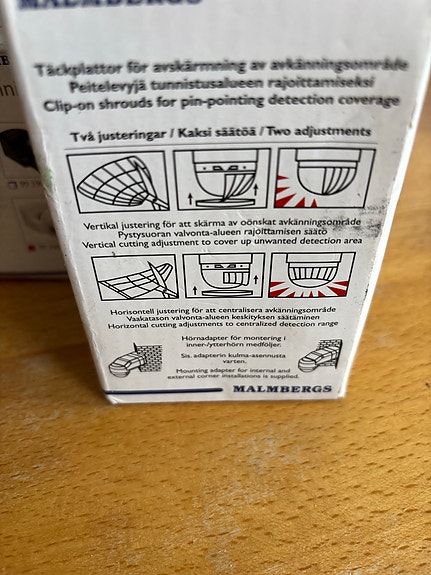 MALMBERGS
Täckplattor för avskärmning av avkänningsområde
Peitelevyjä tunnistusalueen rajoittamiseksi
Clip-on shrouds for pin-pointing detection coverage
Två justeringar / Kaksi säätöä / Two adjustments
Vertikal justering för att skärma av oönskat avkänningsområde
Pystysuoran valvonta-alueen rajoittamisen säätö
Vertical cutting adjustment to cover up unwanted detection area
Horisontell justering för att centralisera avkänningsområde
Vaakatason valvonta-alueen keskityksen säätäminen
Horizontal cutting adjustments to centralized detection range
Hörnadapter för montering i
inner-/ytterhörn medföljer.
Sis. adapterin kulma-asennusta
varten.
Mounting adapter for internal and
external corner installations is supplied.
MALMBERGS